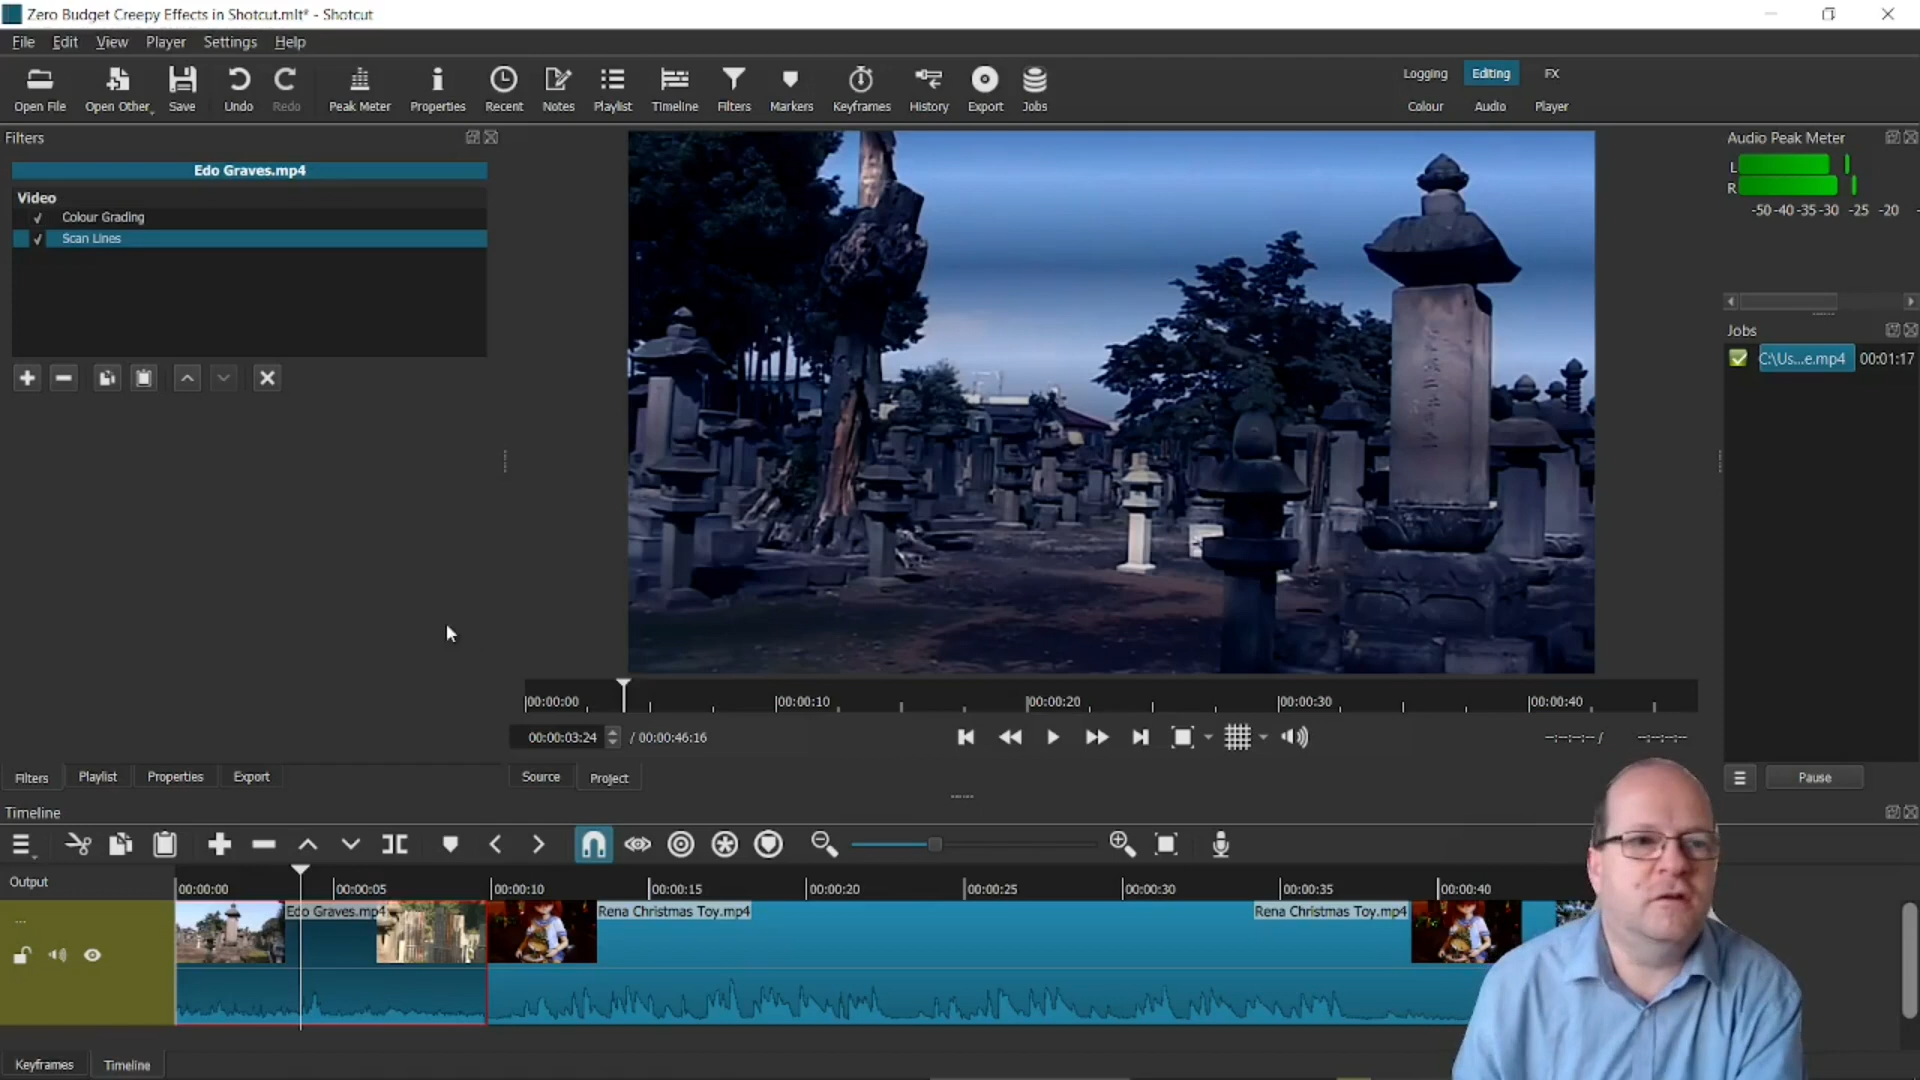 Zero Budget Creepy Effects in Shotcut.mlt* - Shotcut
File Edit View Player Settings Help
Open File Open Other Save Undo Redo Peak Meter Properties Recent Notes Playlist Timeline Filters Markers Keyframes History Export Jobs
Logging Editing FX
Colour Audio Player
Filters
Edo Graves.mp4
Video
Colour Grading
Scan Lines
Audio Peak Meter
L
R
-50 -40 -35 -30 -25 -20
Jobs
C:\Us...e.mp4 00:01:17
00:00:00 00:00:10 00:00:20 00:00:30 00:00:40
00:00:03:24 / 00:00:46:16
--:--:--:-- / --:--:--:--
Filters Playlist Properties Export
Source Project
Pause
Timeline
Output
00:00:00 00:00:05 00:00:10 00:00:15 00:00:20 00:00:25 00:00:30 00:00:35 00:00:40
Edo Graves.mp4 Rena Christmas Toy.mp4 Rena Christmas Toy.mp4
...
Keyframes Timeline